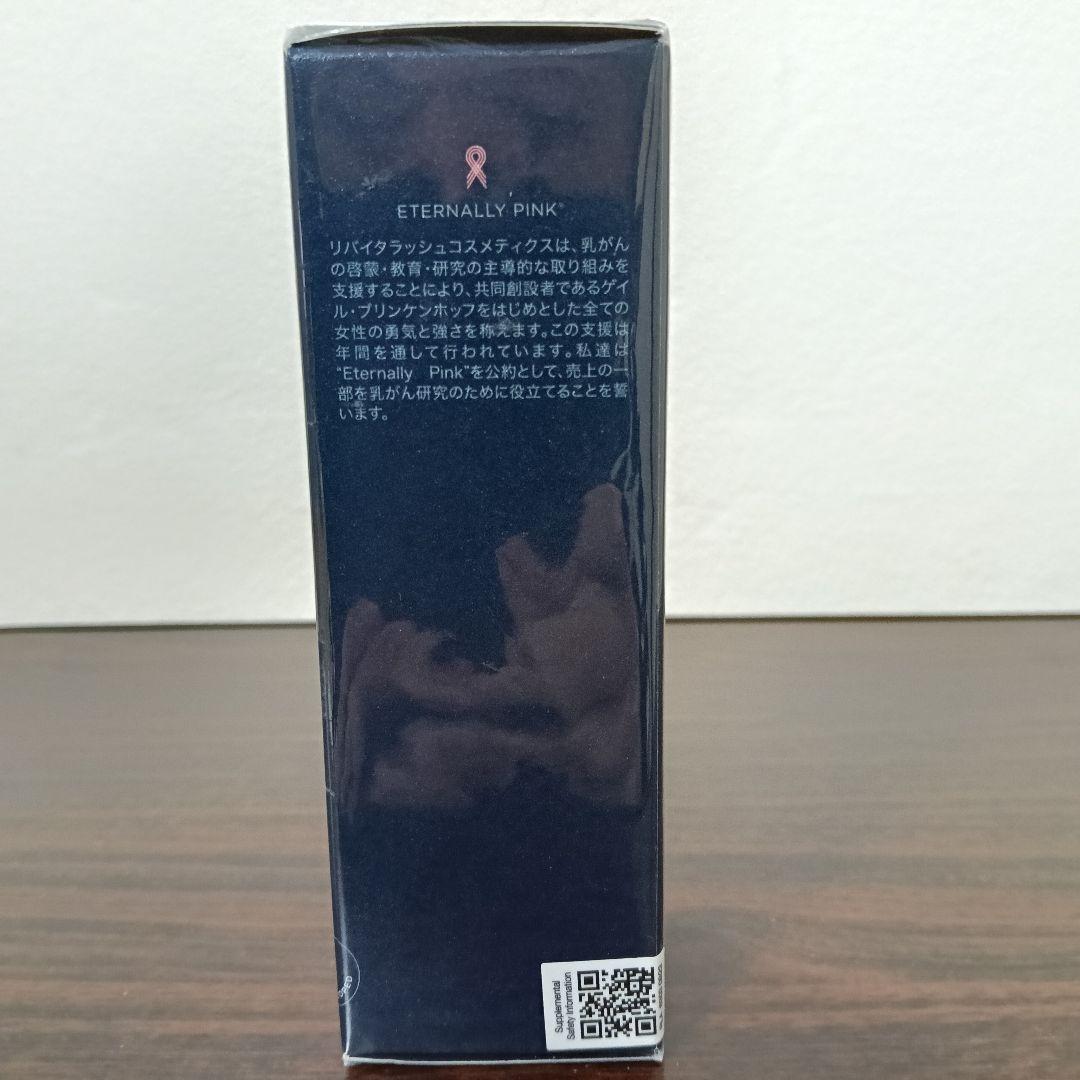 ETERNALLY PINK®
リバイタラッシュコスメティクスは、乳がん
の啓蒙・教育・研究の主導的な取り組みを
支援することにより、共同創設者であるゲイ
ル・ブリンケンホッフをはじめとした全ての
女性の勇気と強さを称えます。この支援は
年間を通して行われています。私達は
“Eternally Pink”を公約として、売上の一
部を乳がん研究のために役立てることを誓
います。
Supplemental
Safety Information